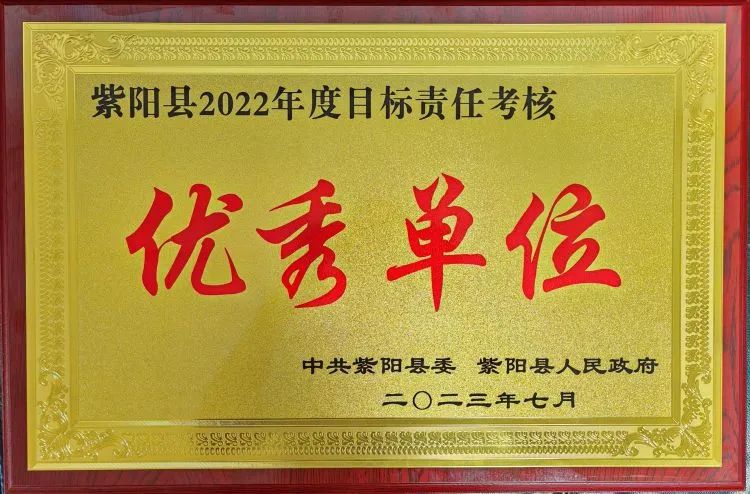 紫阳县2022年度目标责任考核
优秀单位
中共紫阳县委 紫阳县人民政府
二〇二三年七月